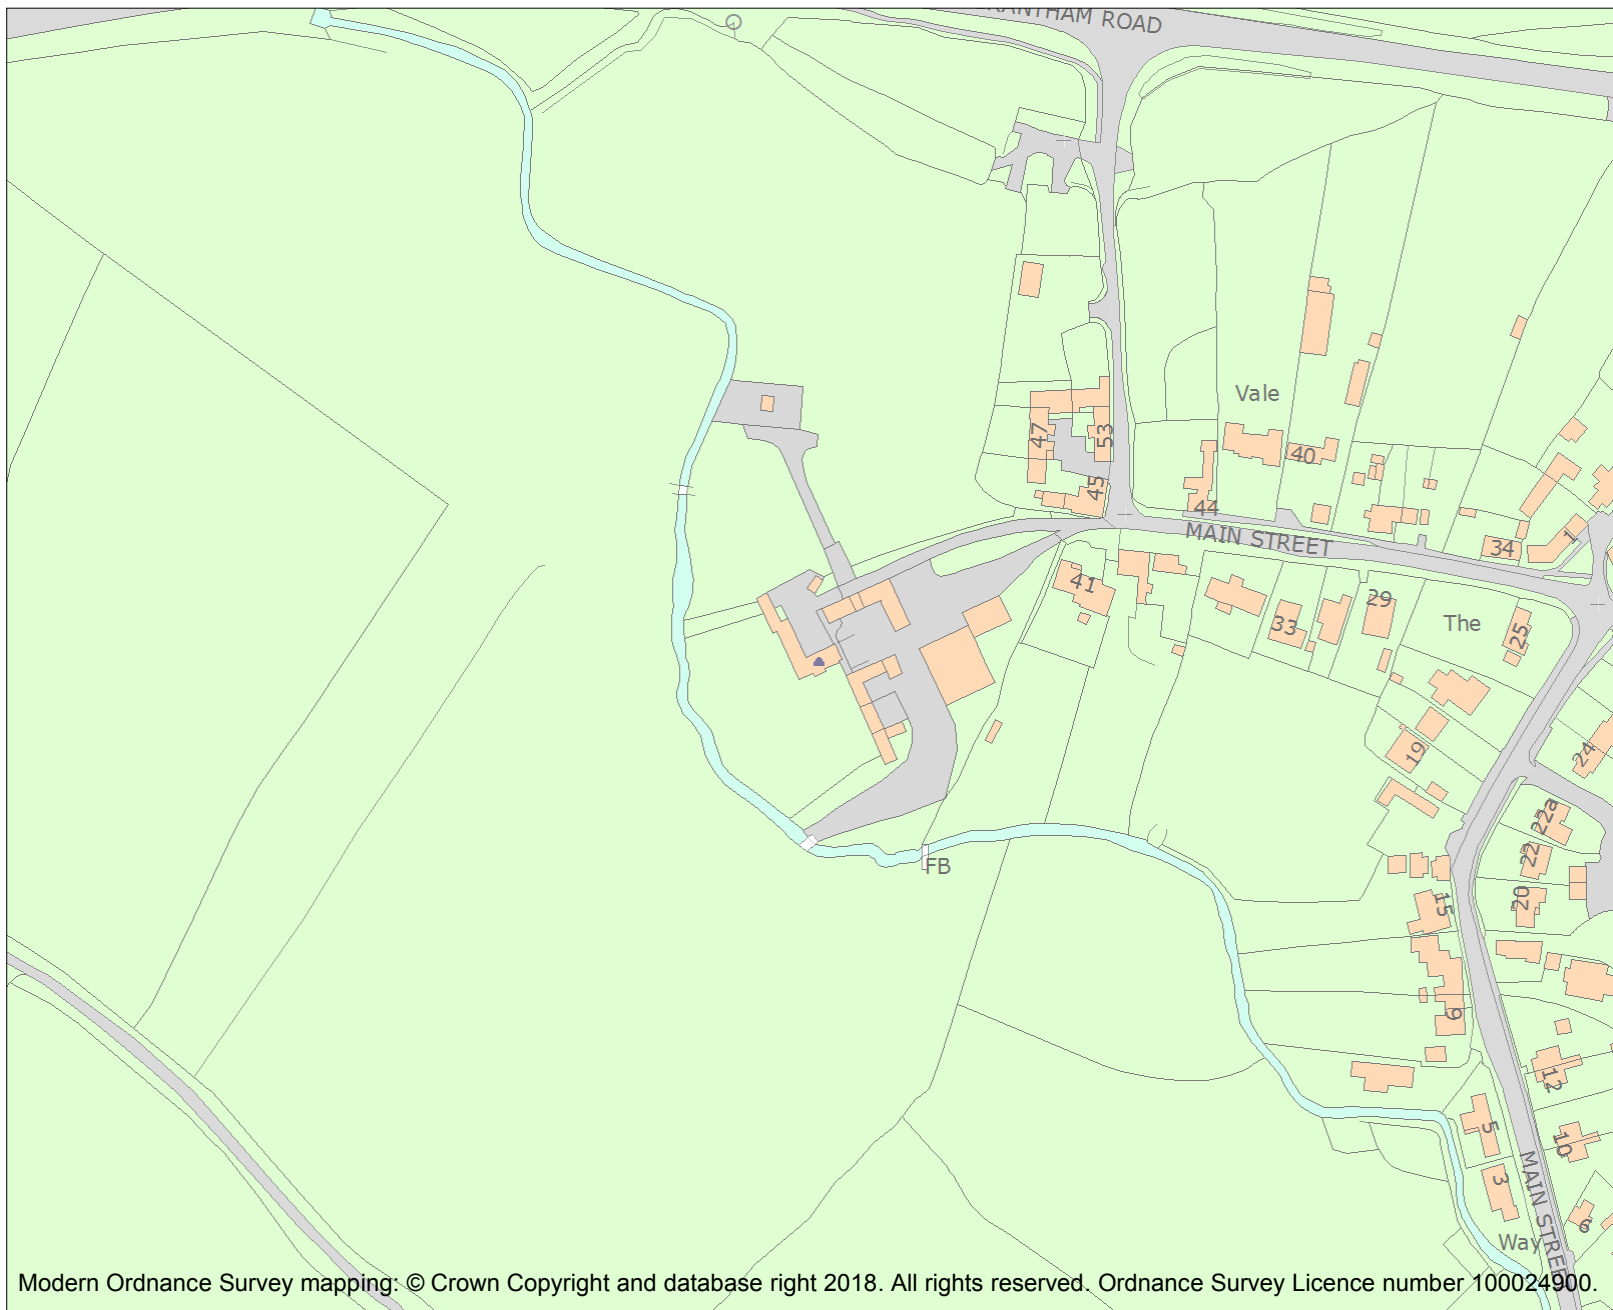 GRANTHAM ROAD
Vale
47
53
40
45
44
MAIN STREET
34
1
41
29
33
The
25
19
24
22a
22
FB
20
15
9
12
5
10
3
MAIN STREET
6
Way
Modern Ordnance Survey mapping: © Crown Copyright and database right 2018. All rights reserved. Ordnance Survey Licence number 100024900.